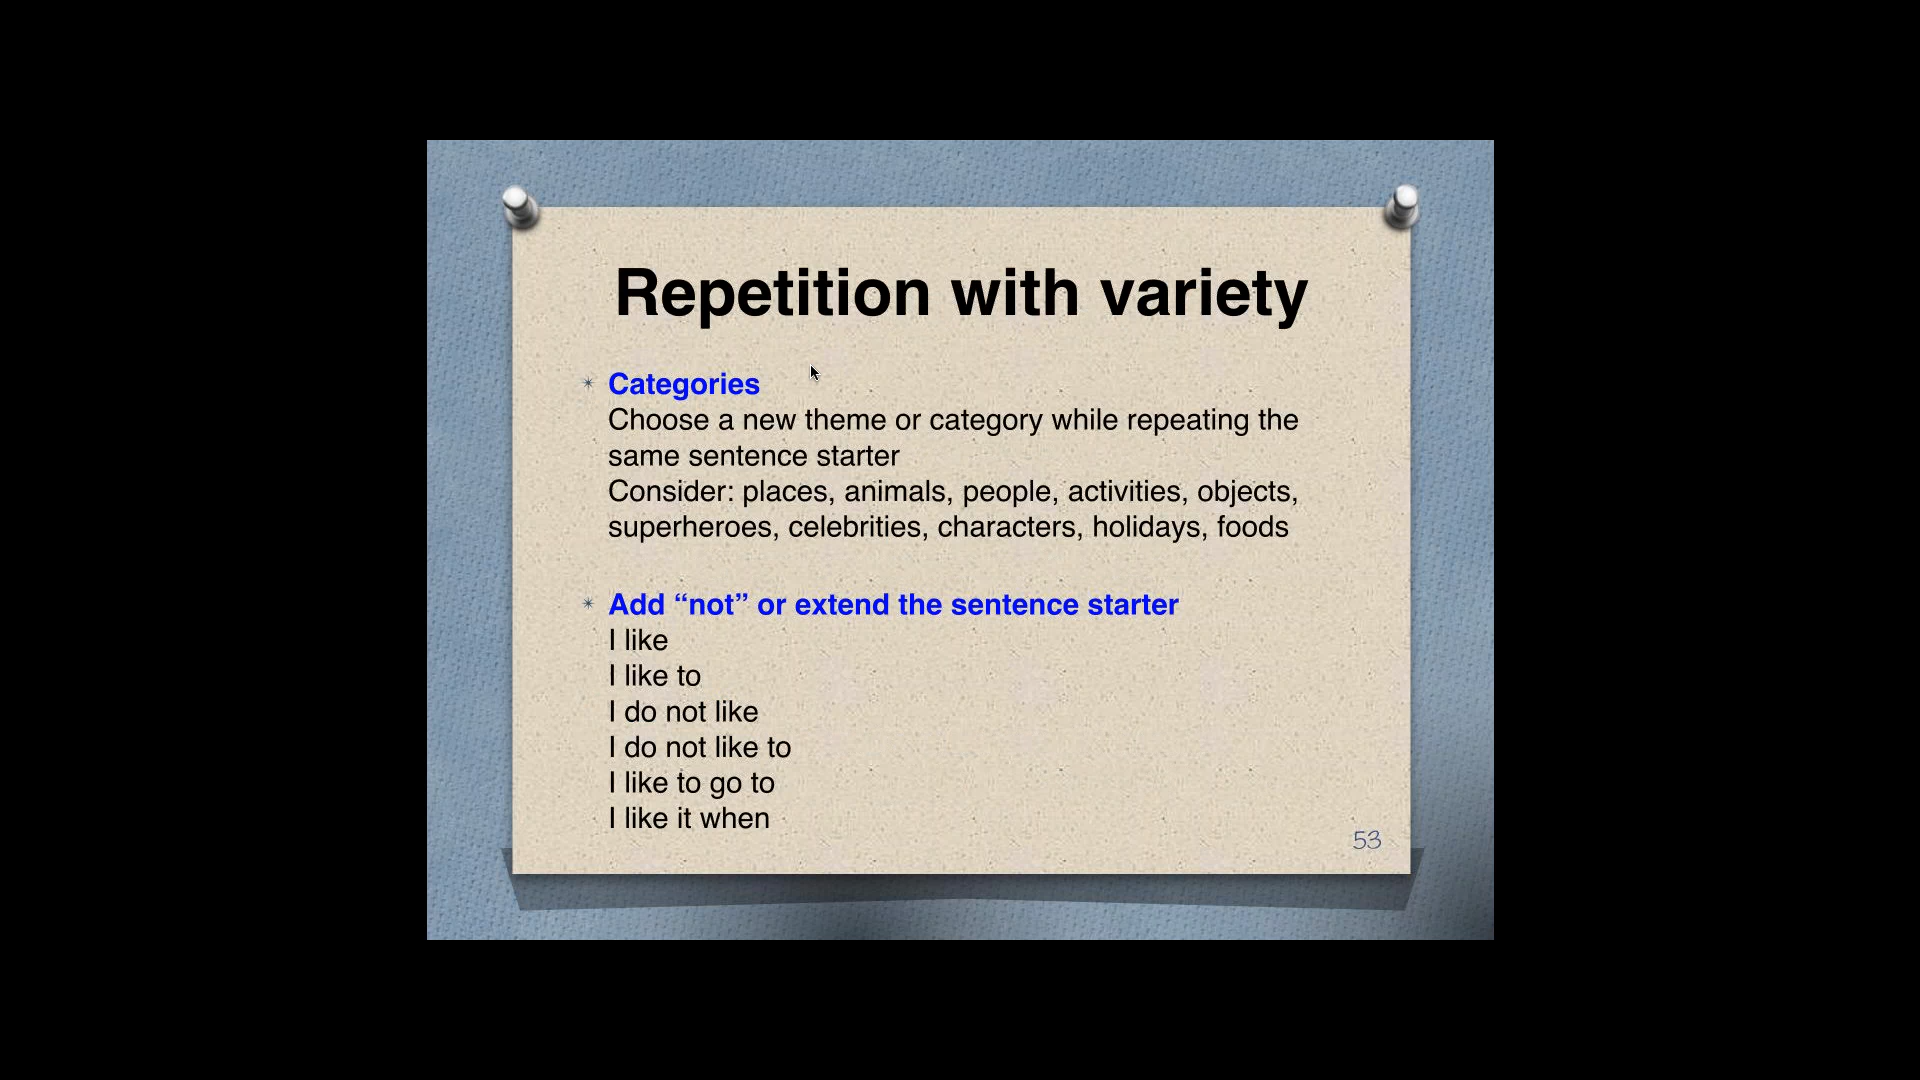 Repetition with variety
Categories
Choose a new theme or category while repeating the
same sentence starter
Consider: places, animals, people, activities, objects,
superheroes, celebrities, characters, holidays, foods
Add “not” or extend the sentence starter
I like
I like to
I do not like
I do not like to
I like to go to
I like it when
53